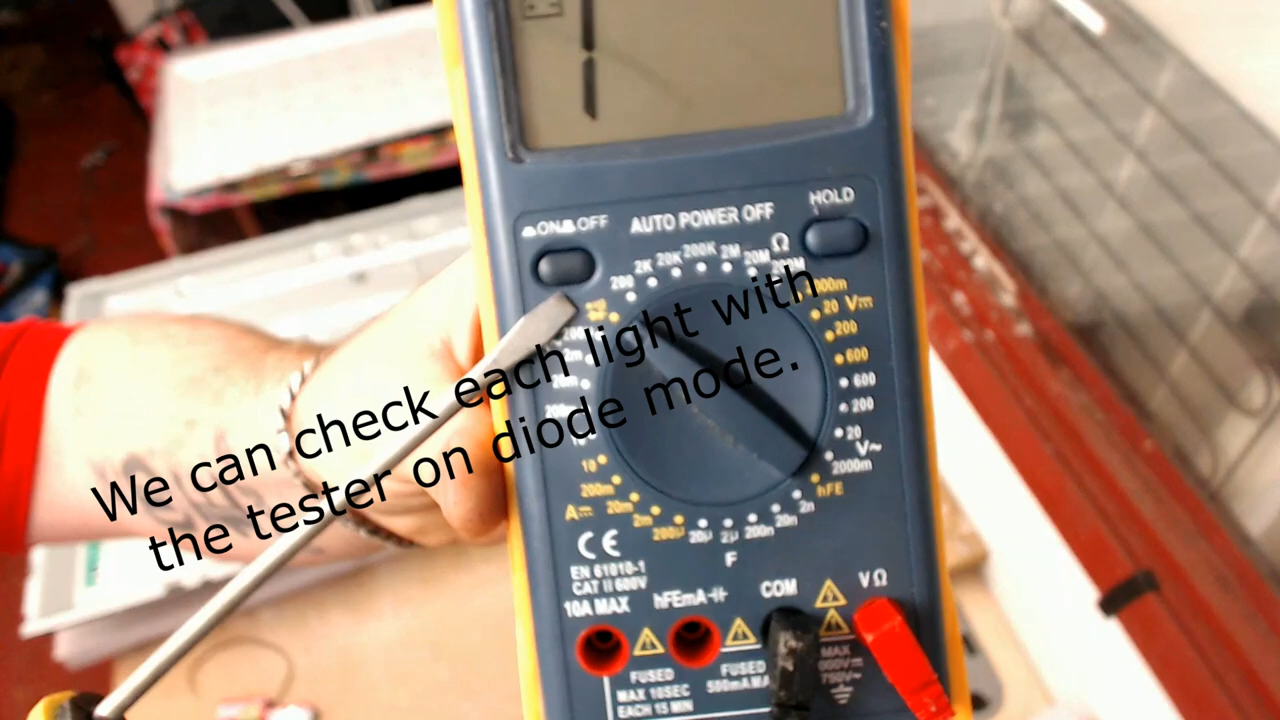 We can check each light with
the tester on diode mode.
ON OFF
AUTO POWER OFF
HOLD
200
2K
20K
200K
2M
20M
200M
Ω
20
V
200
600
600
200
20
V~
2000m
hFE
2n
20n
200n
2µ
20µ
F
200µ
2m
20m
200m
10
A
2m
20m
CE
EN 61010-1
CAT II 600V
10A MAX
hFEmA
COM
VΩ
FUSED
MAX 10SEC
EACH 15 MIN
FUSED
MAX